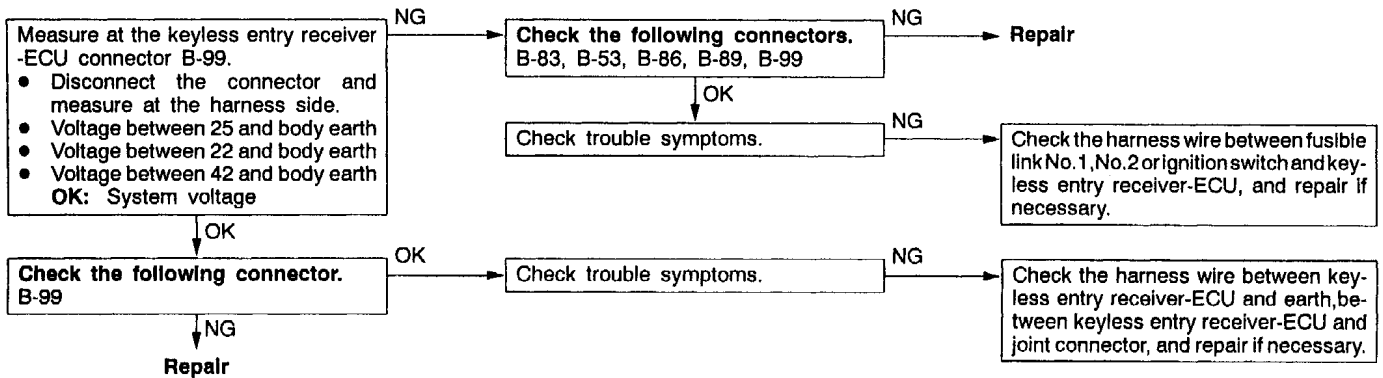 Measure at the keyless entry receiver
-ECU connector B-99.
● Disconnect the connector and
measure at the harness side.
● Voltage between 25 and body earth
● Voltage between 22 and body earth
● Voltage between 42 and body earth
OK: System voltage
NG
Check the following connectors.
B-83, B-53, B-86, B-89, B-99
NG
Repair
OK
Check trouble symptoms.
NG
Check the harness wire between fusible
link No.1,No.2 or ignition switch and key-
less entry receiver-ECU, and repair if
necessary.
OK
Check the following connector.
B-99
OK
Check trouble symptoms.
NG
Check the harness wire between key-
less entry receiver-ECU and earth,be-
tween keyless entry receiver-ECU and
joint connector, and repair if necessary.
NG
Repair